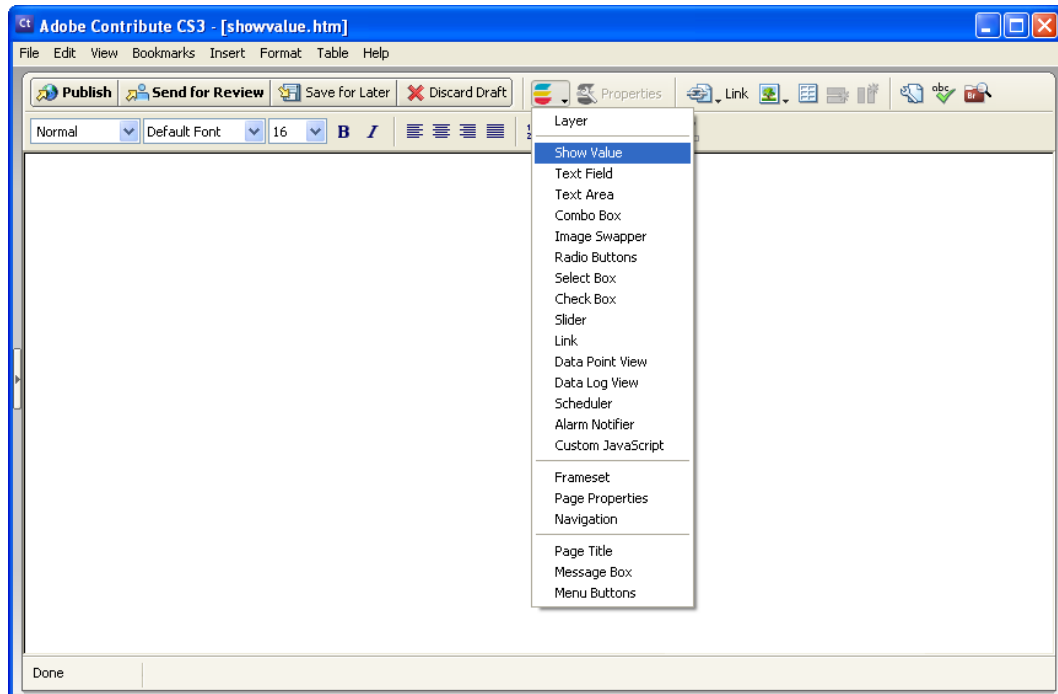 Ct Adobe Contribute CS3 - [showvalue.htm]
File Edit View Bookmarks Insert Format Table Help
Publish Send for Review Save for Later Discard Draft Properties Link abc Br
Normal Default Font 16 B I
Layer
Show Value
Text Field
Text Area
Combo Box
Image Swapper
Radio Buttons
Select Box
Check Box
Slider
Link
Data Point View
Data Log View
Scheduler
Alarm Notifier
Custom JavaScript
Frameset
Page Properties
Navigation
Page Title
Message Box
Menu Buttons
Done